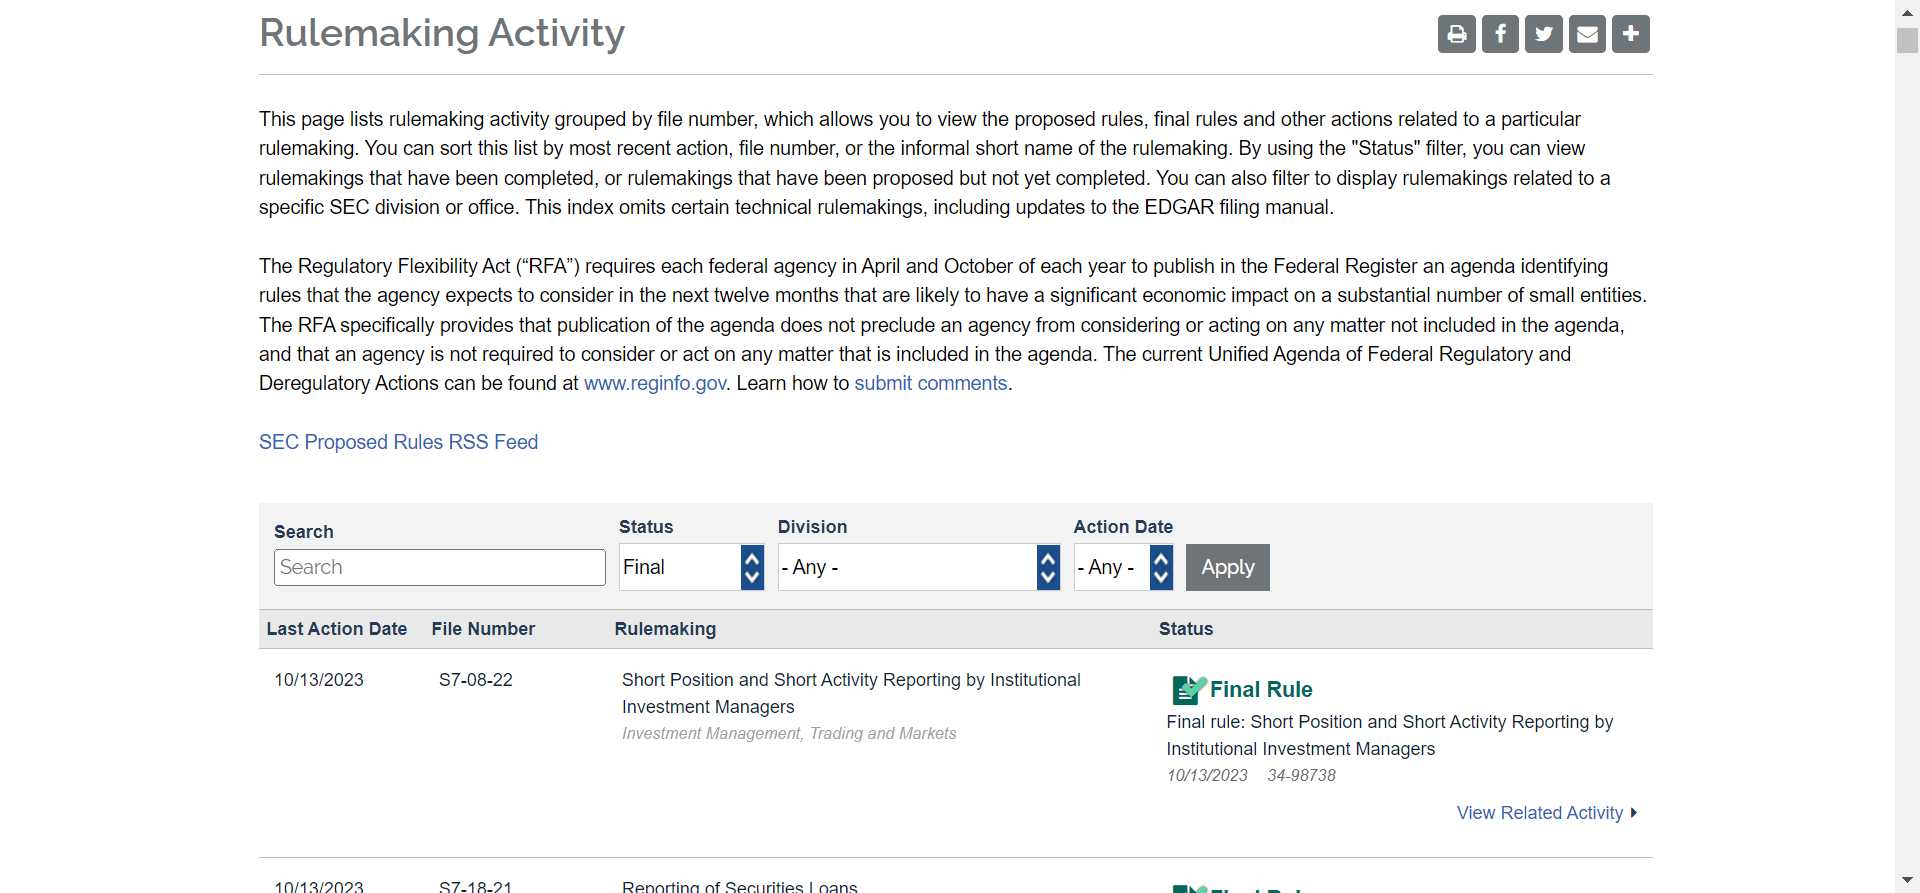 Rulemaking Activity
This page lists rulemaking activity grouped by file number, which allows you to view the proposed rules, final rules and other actions related to a particular
rulemaking. You can sort this list by most recent action, file number, or the informal short name of the rulemaking. By using the "Status" filter, you can view
rulemakings that have been completed, or rulemakings that have been proposed but not yet completed. You can also filter to display rulemakings related to a
specific SEC division or office. This index omits certain technical rulemakings, including updates to the EDGAR filing manual.
The Regulatory Flexibility Act (“RFA”) requires each federal agency in April and October of each year to publish in the Federal Register an agenda identifying
rules that the agency expects to consider in the next twelve months that are likely to have a significant economic impact on a substantial number of small entities.
The RFA specifically provides that publication of the agenda does not preclude an agency from considering or acting on any matter not included in the agenda,
and that an agency is not required to consider or act on any matter that is included in the agenda. The current Unified Agenda of Federal Regulatory and
Deregulatory Actions can be found at www.reginfo.gov. Learn how to submit comments.
SEC Proposed Rules RSS Feed
Search
Status
Division
Action Date
Search
Final
- Any -
- Any -
Apply
Last Action Date
File Number
Rulemaking
Status
10/13/2023
S7-08-22
Short Position and Short Activity Reporting by Institutional
Investment Managers
Investment Management, Trading and Markets
Final Rule
Final rule: Short Position and Short Activity Reporting by
Institutional Investment Managers
10/13/2023 34-98738
View Related Activity
10/13/2023
S7-18-21
Reporting of Securities Loans
Final Rule